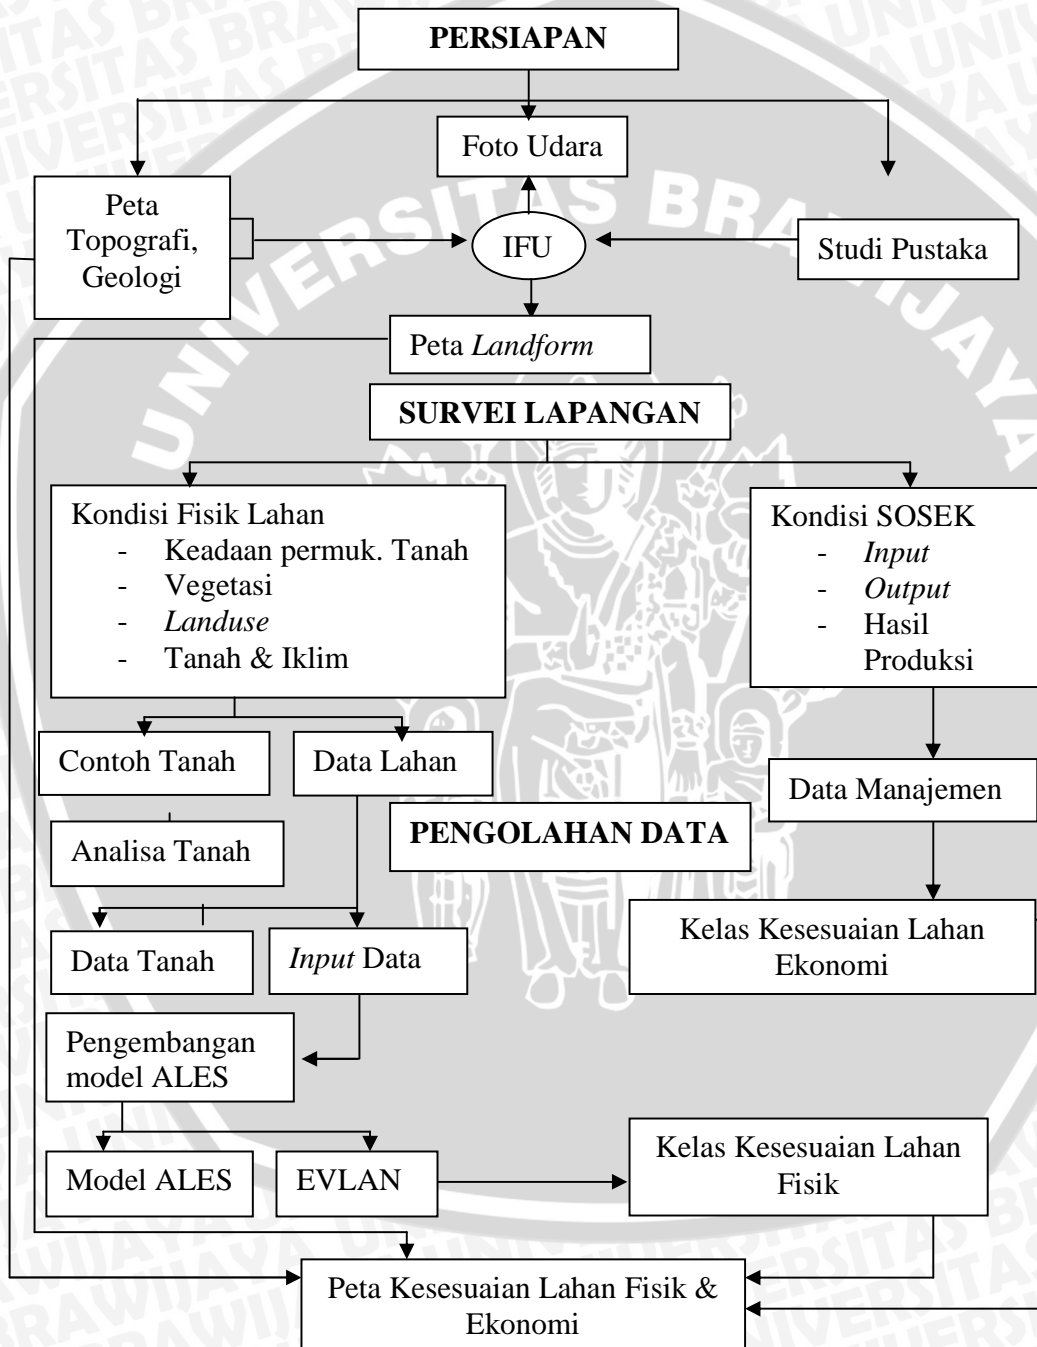 PERSIAPAN
Foto Udara
Peta
Topografi,
Geologi
IFU
Studi Pustaka
Peta Landform
SURVEI LAPANGAN
Kondisi Fisik Lahan
- Keadaan permuk. Tanah
- Vegetasi
- Landuse
- Tanah & Iklim
Kondisi SOSEK
- Input
- Output
- Hasil
Produksi
Contoh Tanah
Data Lahan
Data Manajemen
PENGOLAHAN DATA
Analisa Tanah
Kelas Kesesuaian Lahan
Ekonomi
Data Tanah
Input Data
Pengembangan
model ALES
Model ALES
EVLAN
Kelas Kesesuaian Lahan
Fisik
Peta Kesesuaian Lahan Fisik &
Ekonomi
UNIVERSITAS BRAWIJAYA